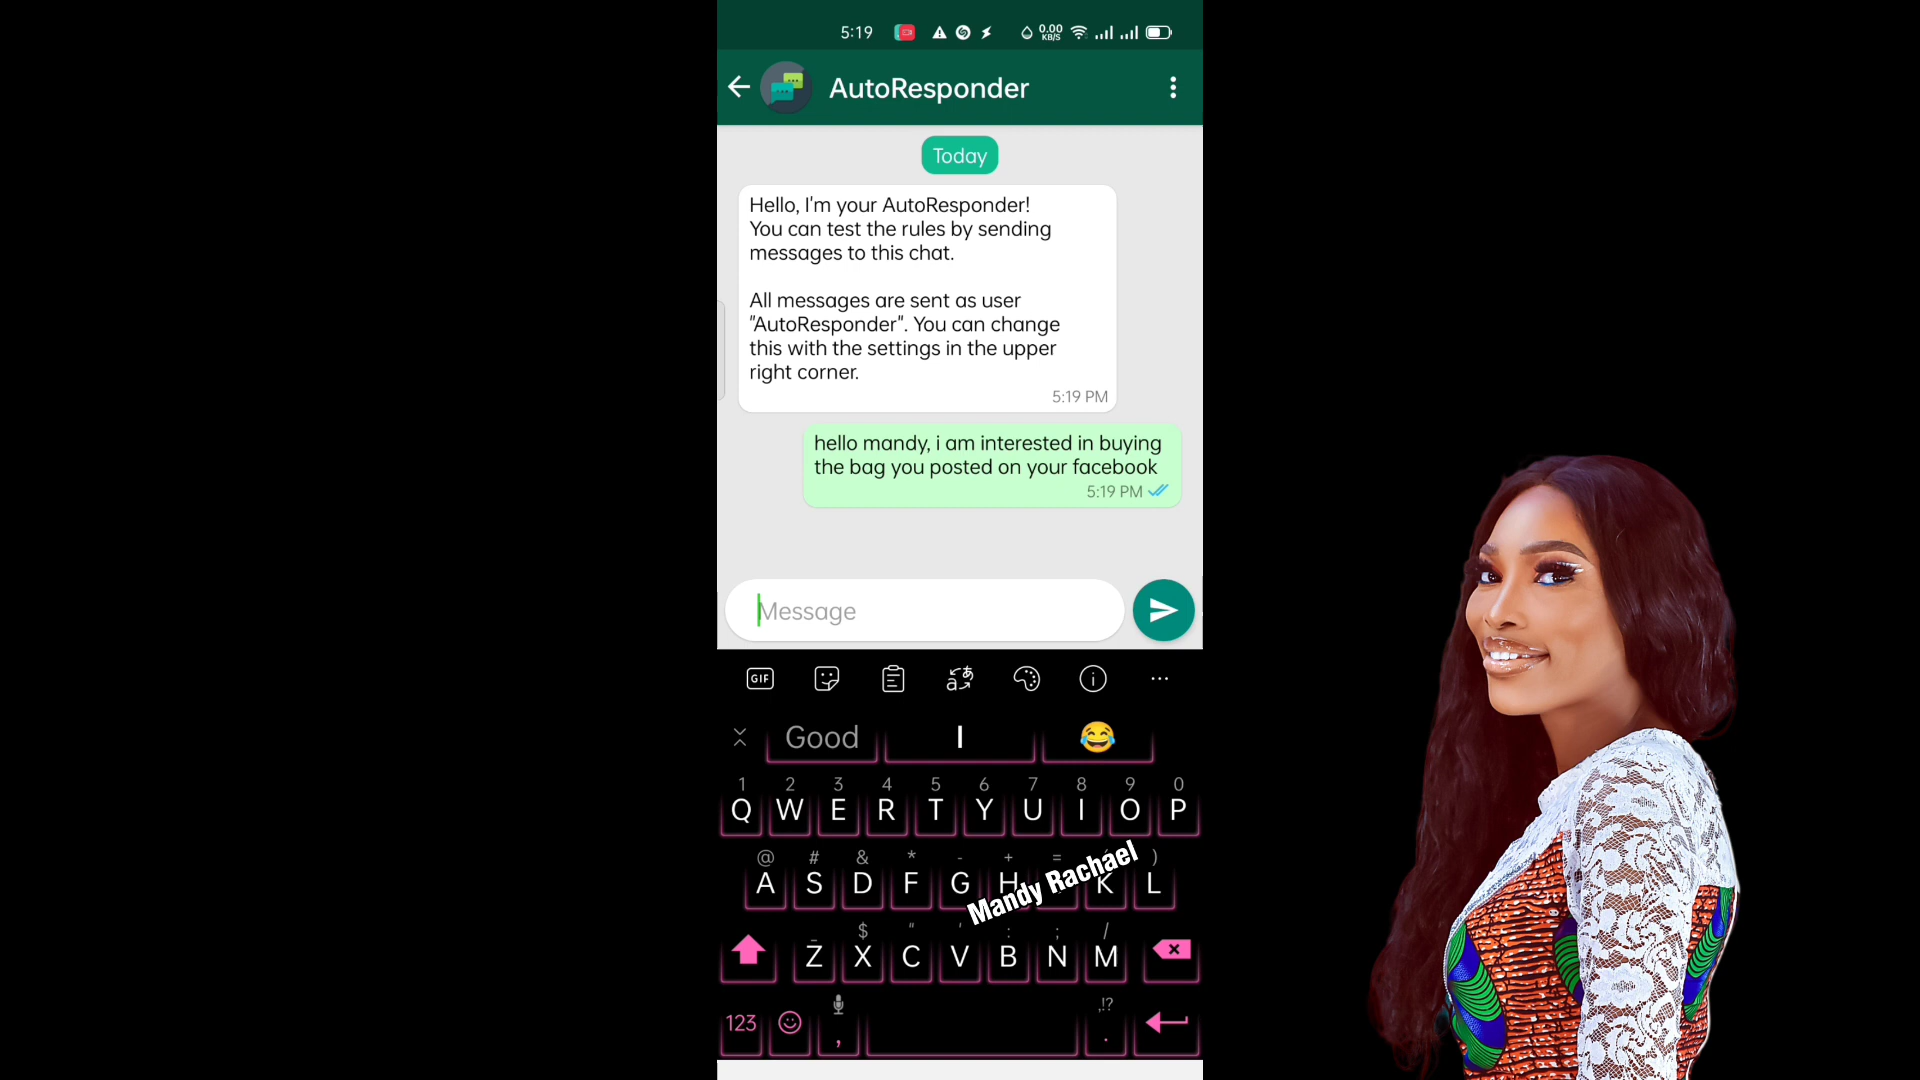 5:19
0.00
KB/S
AutoResponder
Today
Hello, I'm your AutoResponder!
You can test the rules by sending
messages to this chat.
All messages are sent as user
"AutoResponder". You can change
this with the settings in the upper
right corner.
5:19 PM
hello mandy, i am interested in buying
the bag you posted on your facebook
5:19 PM
Message
GIF
Good I 😂
1 2 3 4 5 6 7 8 9 0
Q W E R T Y U I O P
@ # & * - + = )
A S D F G H K L
Mandy Rachael
_ $ " ' : ; /
Z X C V B N M
,!?
123 , .